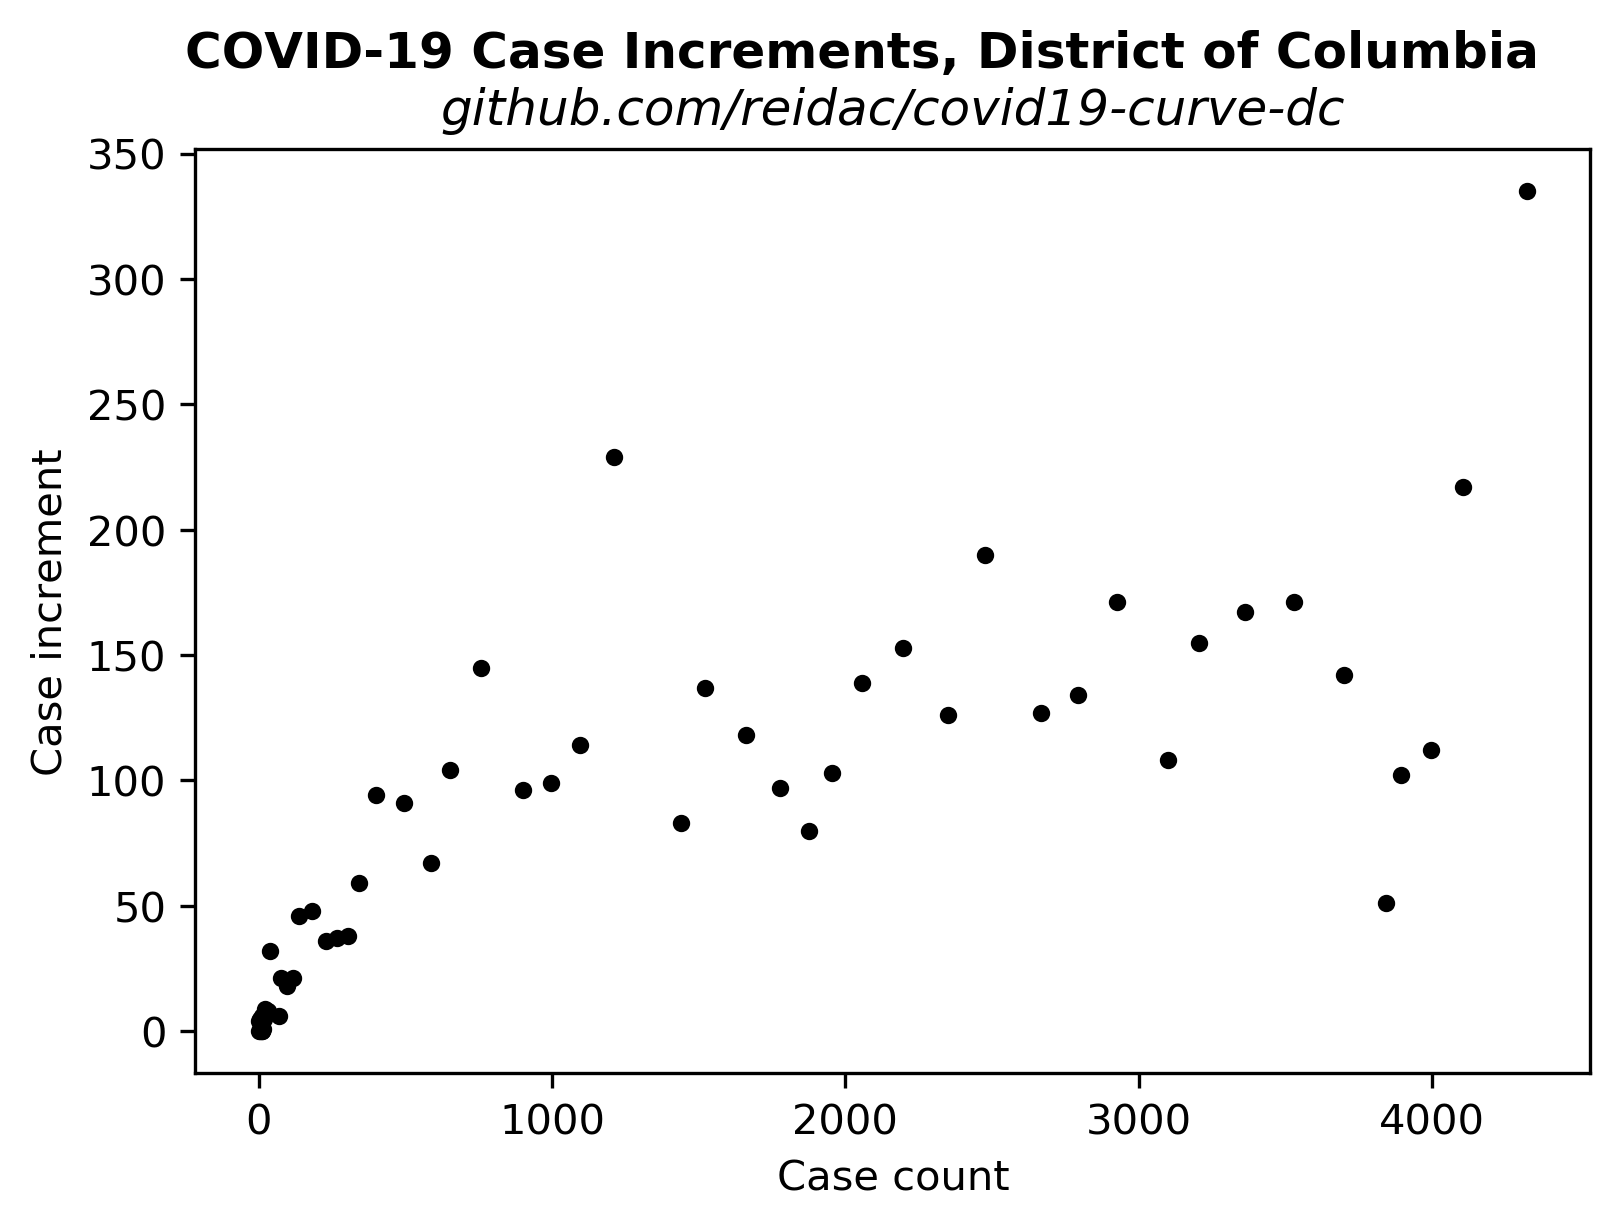 COVID-19 Case Increments, District of Columbia
github.com/reidac/covid19-curve-dc
350
300
250
200
150
100
50
0
Case increment
0 1000 2000 3000 4000
Case count